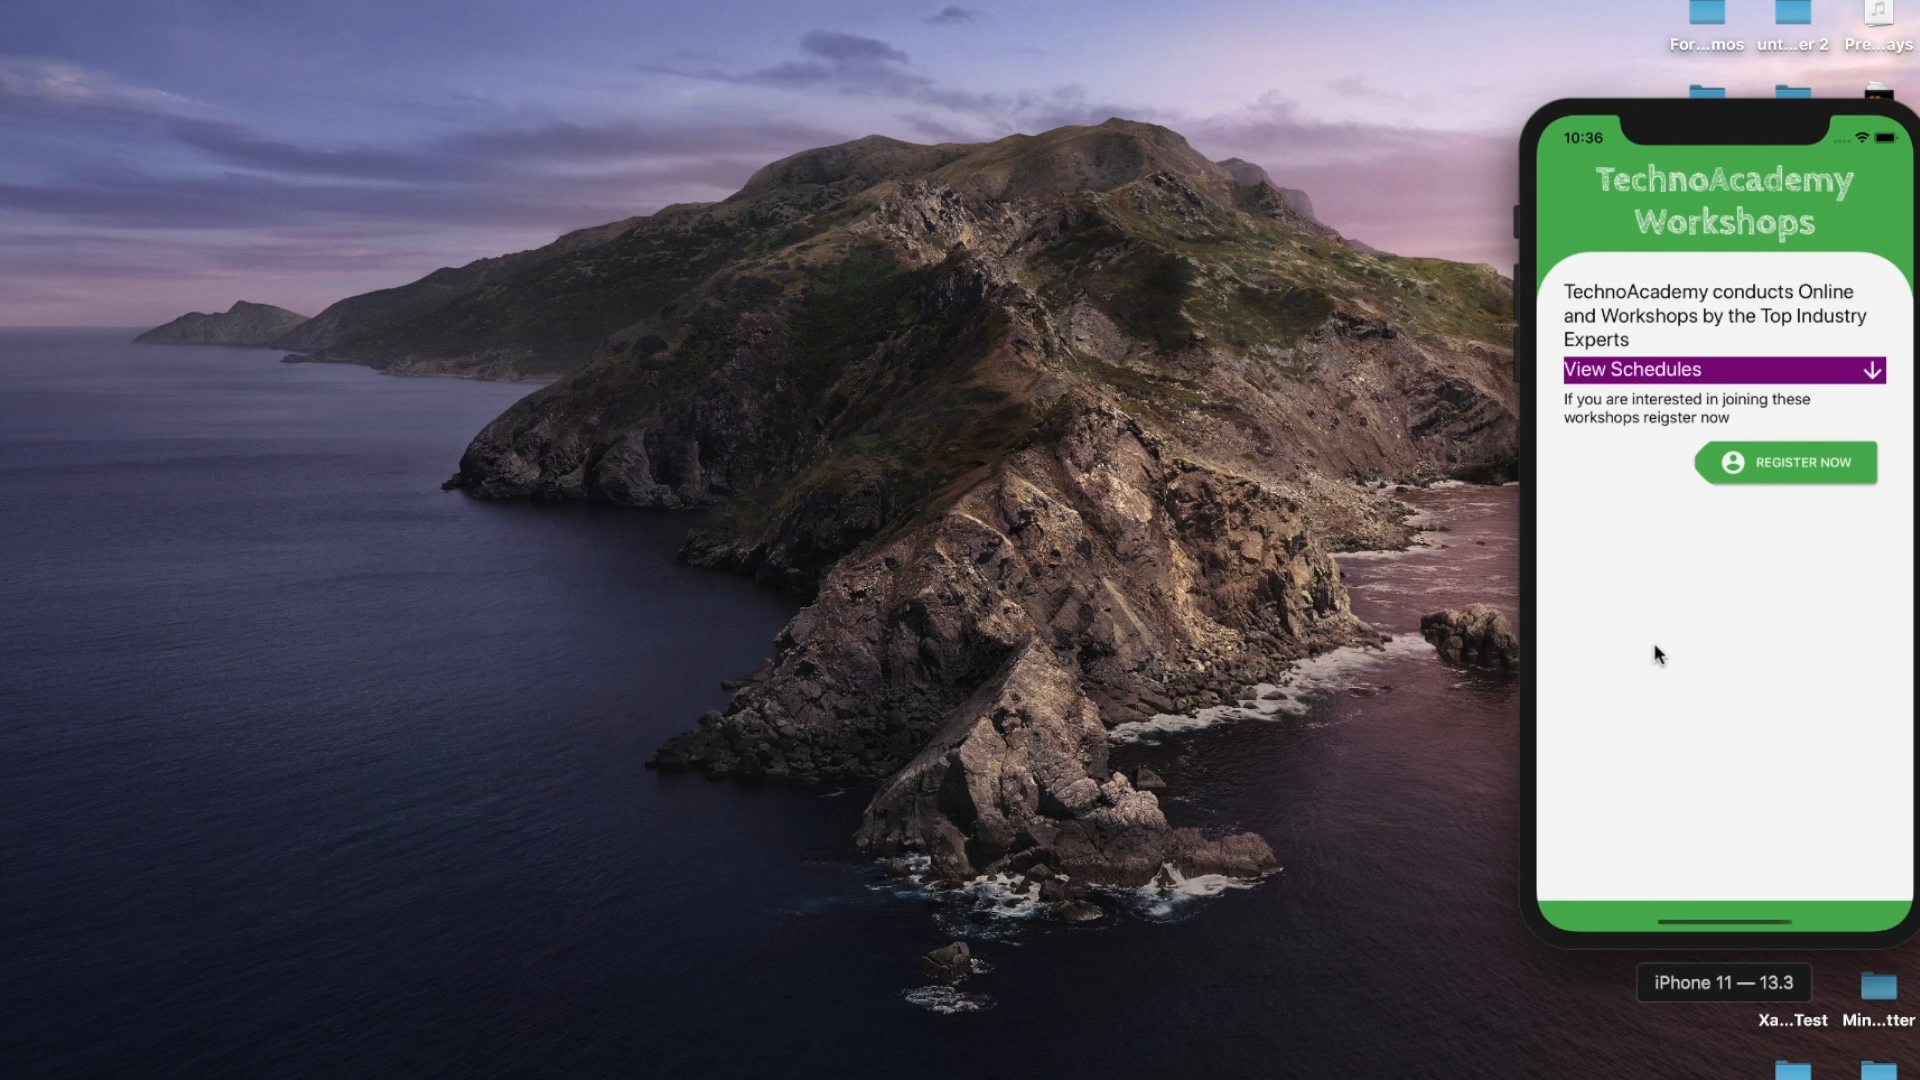 For...mos
unt...er 2
Pre...ays
10:36
TechnoAcademy
Workshops
TechnoAcademy conducts Online
and Workshops by the Top Industry
Experts
View Schedules
If you are interested in joining these
workshops reigster now
REGISTER NOW
iPhone 11 — 13.3
Xa...Test
Min...tter